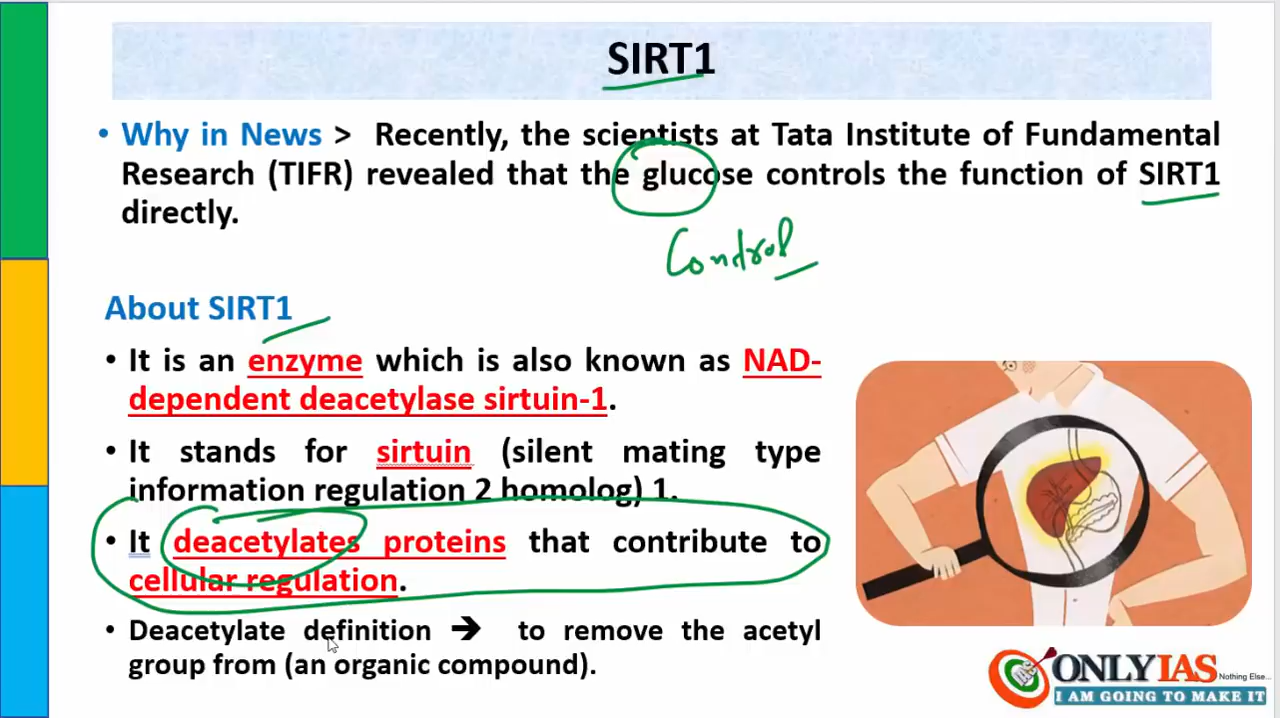 SIRT1
• Why in News > Recently, the scientists at Tata Institute of Fundamental
Research (TIFR) revealed that the glucose controls the function of SIRT1
directly.
Control
About SIRT1
• It is an enzyme which is also known as NAD-
dependent deacetylase sirtuin-1.
• It stands for sirtuin (silent mating type
information regulation 2 homolog) 1.
• It deacetylates proteins that contribute to
cellular regulation.
• Deacetylate definition ➔ to remove the acetyl
group from (an organic compound).
ONLYIAS
Nothing Else...
I AM GOING TO MAKE IT